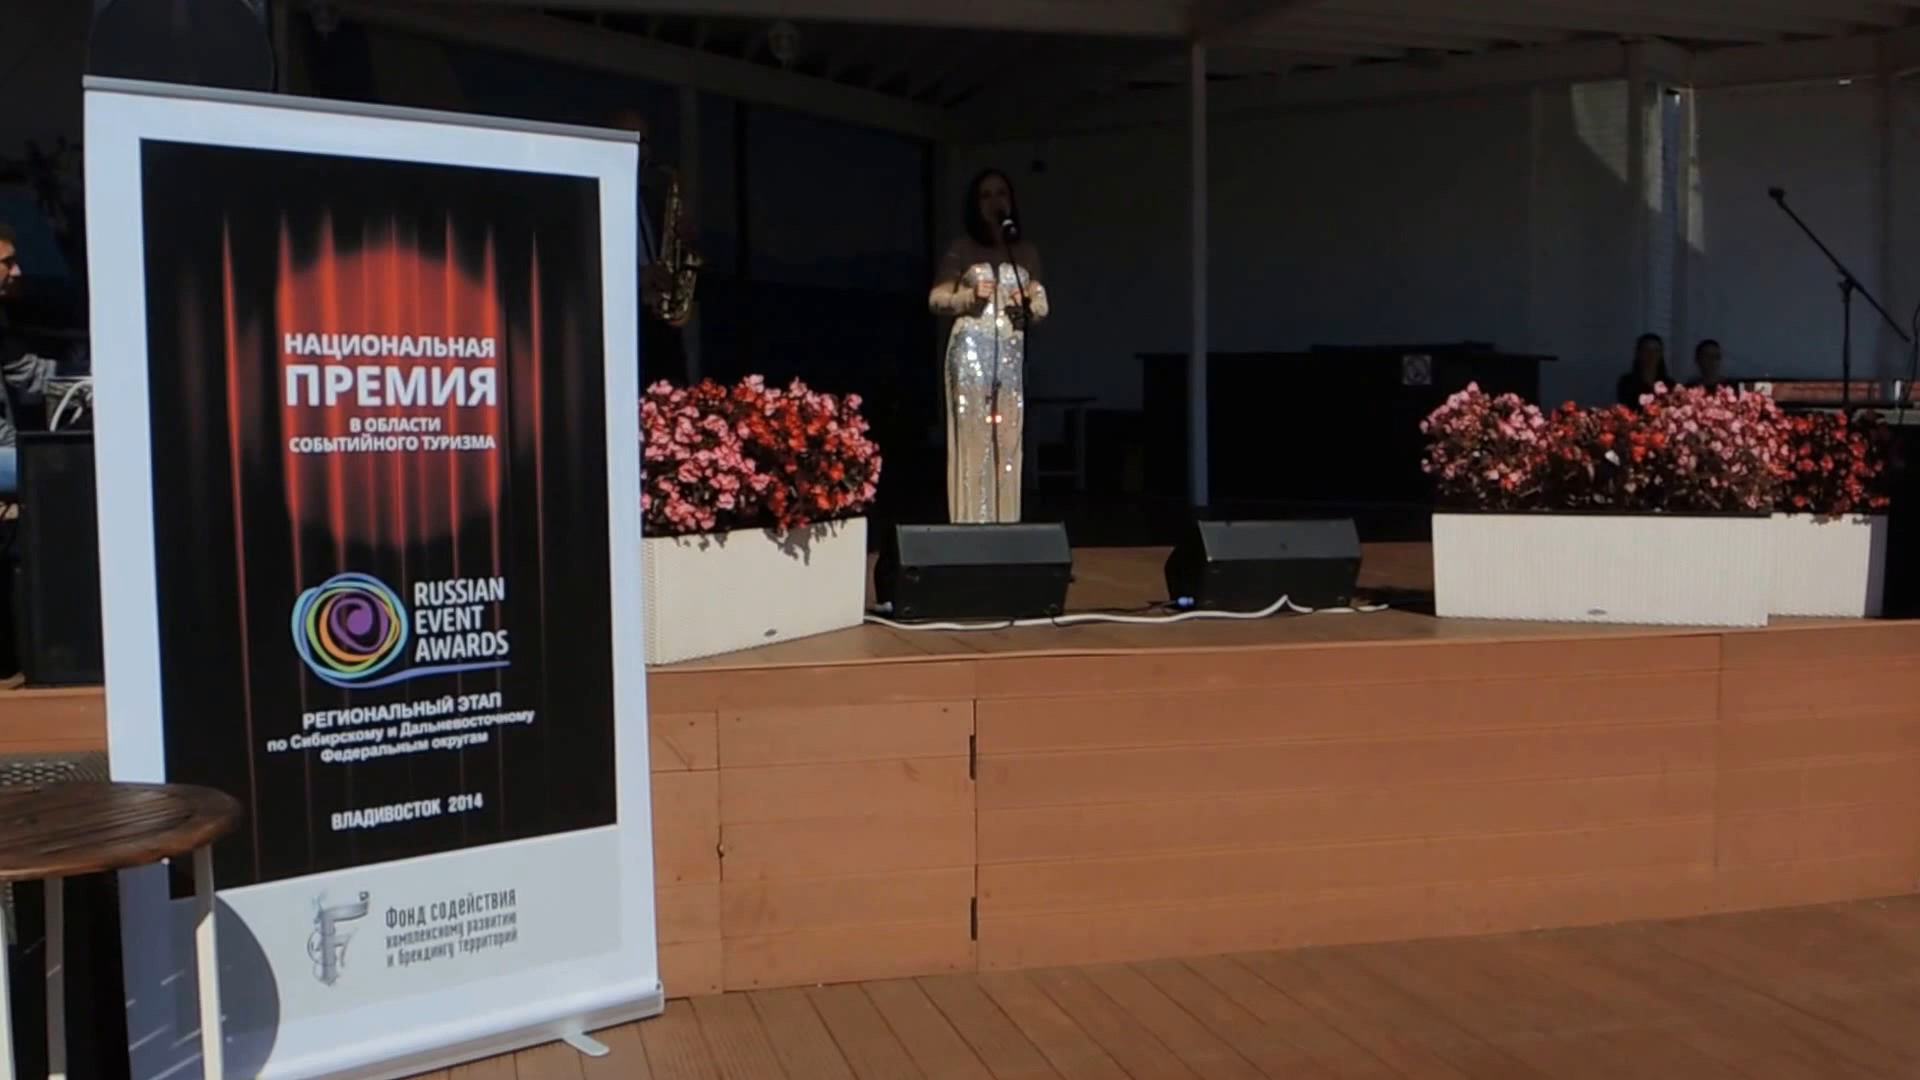 НАЦИОНАЛЬНАЯ
ПРЕМИЯ
В ОБЛАСТИ
СОБЫТИЙНОГО ТУРИЗМА
RUSSIAN
EVENT
AWARDS
РЕГИОНАЛЬНЫЙ ЭТАП
по Сибирскому и Дальневосточному
Федеральным округам
ВЛАДИВОСТОК 2014
Фонд содействия
комплексному развитию
и брендингу территорий